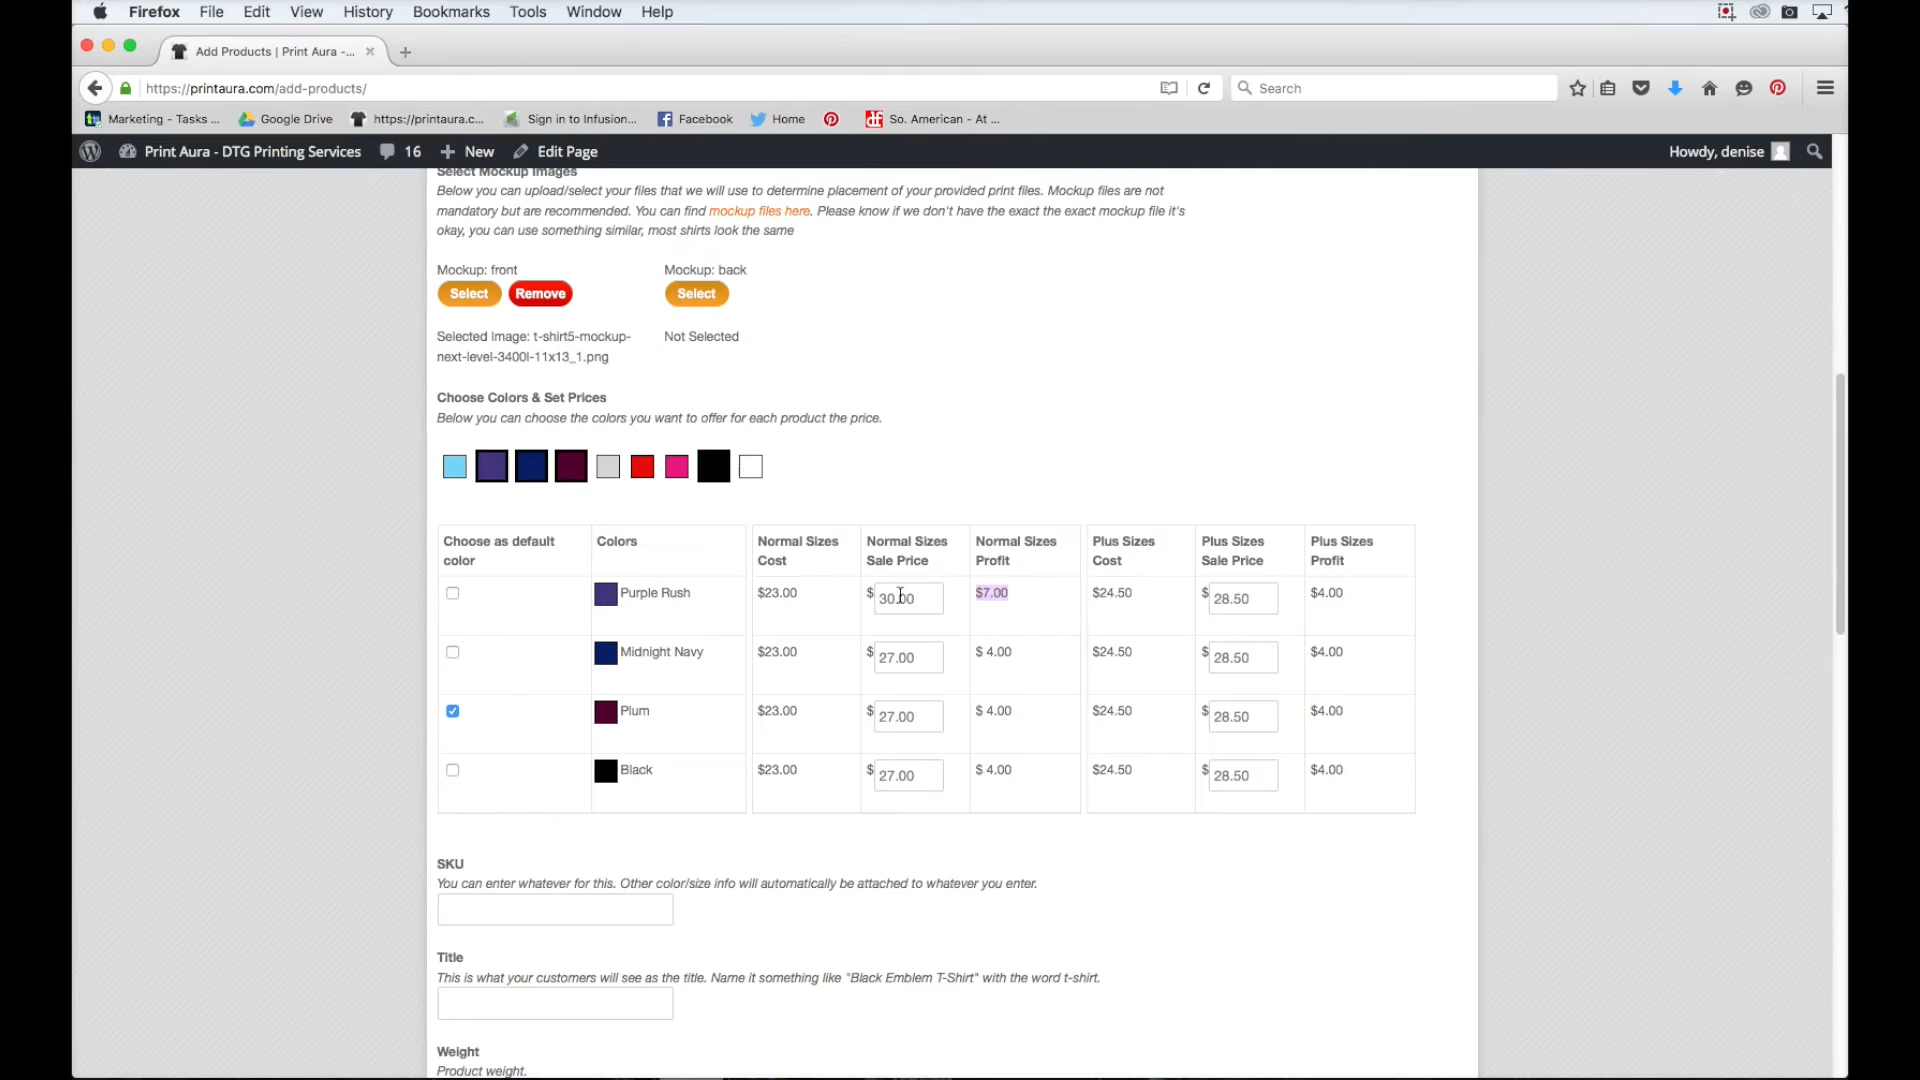 Firefox File Edit View History Bookmarks Tools Window Help
Add Products | Print Aura -...
https://printaura.com/add-products/
Search
Marketing - Tasks ... Google Drive https://printaura.c... Sign in to Infusion... Facebook Home So. American - At ...
Print Aura - DTG Printing Services 16 New Edit Page Howdy, denise
Select Mockup Images
Below you can upload/select your files that we will use to determine placement of your provided print files. Mockup files are not
mandatory but are recommended. You can find mockup files here. Please know if we don't have the exact the exact mockup file it's
okay, you can use something similar, most shirts look the same
Mockup: front Mockup: back
Select Remove Select
Selected Image: t-shirt5-mockup- Not Selected
next-level-3400l-11x13_1.png
Choose Colors & Set Prices
Below you can choose the colors you want to offer for each product the price.
Choose as default Colors Normal Sizes Normal Sizes Normal Sizes Plus Sizes Plus Sizes Plus Sizes
color Cost Sale Price Profit Cost Sale Price Profit
Purple Rush $23.00 $ 30.00 $7.00 $24.50 $ 28.50 $4.00
Midnight Navy $23.00 $ 27.00 $ 4.00 $24.50 $ 28.50 $4.00
Plum $23.00 $ 27.00 $ 4.00 $24.50 $ 28.50 $4.00
Black $23.00 $ 27.00 $ 4.00 $24.50 $ 28.50 $4.00
SKU
You can enter whatever for this. Other color/size info will automatically be attached to whatever you enter.
Title
This is what your customers will see as the title. Name it something like "Black Emblem T-Shirt" with the word t-shirt.
Weight
Product weight.